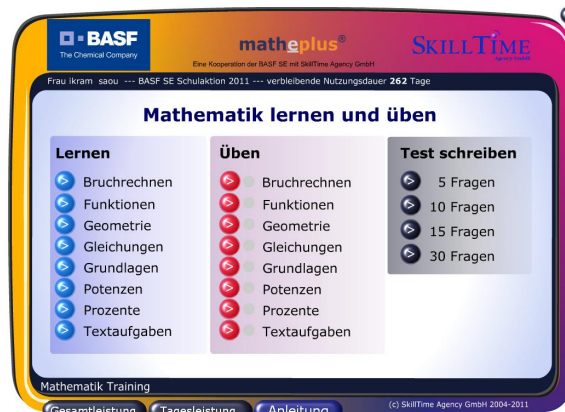 BASF
The Chemical Company
matheplus®
Eine Kooperation der BASF SE mit SkillTime Agency GmbH
SKILLTIME
Agency GmbH
Frau ikram saou --- BASF SE Schulaktion 2011 --- verbleibende Nutzungsdauer 262 Tage
Mathematik lernen und üben
Lernen
Bruchrechnen
Funktionen
Geometrie
Gleichungen
Grundlagen
Potenzen
Prozente
Textaufgaben
Üben
Bruchrechnen
Funktionen
Geometrie
Gleichungen
Grundlagen
Potenzen
Prozente
Textaufgaben
Test schreiben
5 Fragen
10 Fragen
15 Fragen
30 Fragen
Mathematik Training
Gesamtleistung
Tagesleistung
Anleitung
(c) SkillTime Agency GmbH 2004-2011